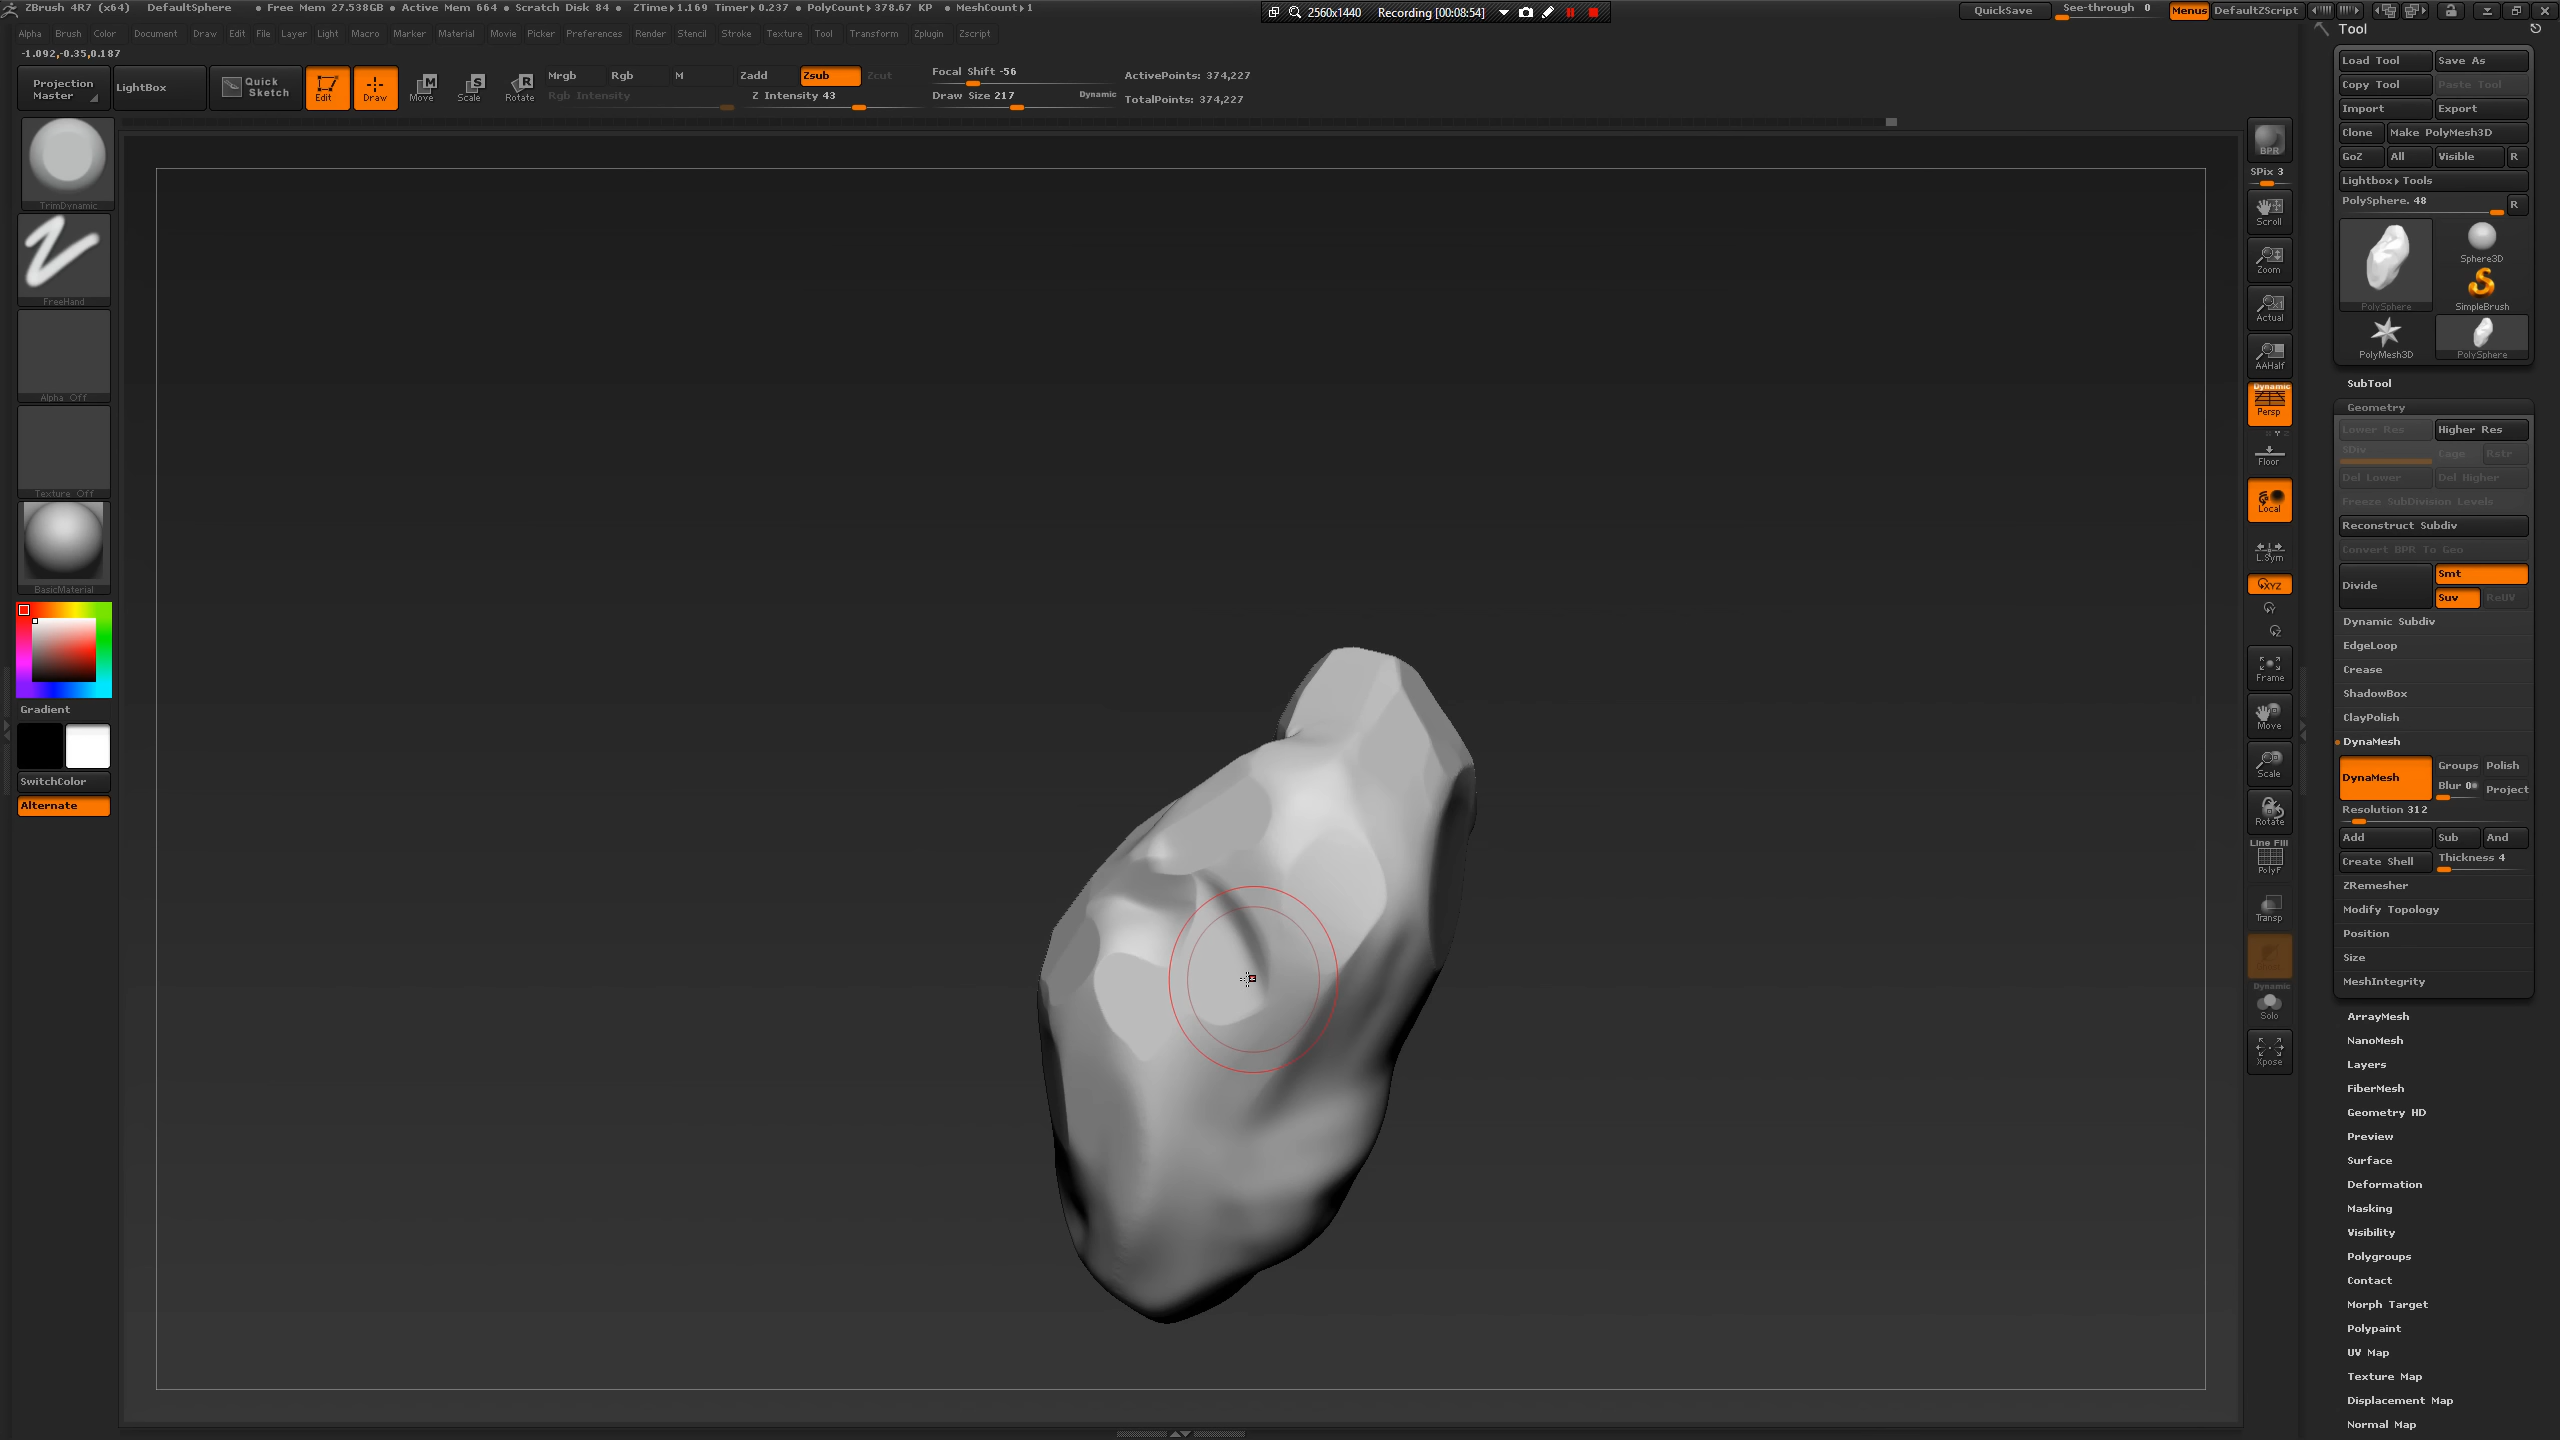 ZBrush 4R7 (x64) DefaultSphere • Free Mem 27.538GB • Active Mem 664 • Scratch Disk 84 • ZTime▸1.169 Timer▸0.237 • PolyCount▸378.67 KP • MeshCount▸1
2560x1440 Recording [00:08:54]
QuickSave See-through 0 Menus DefaultZScript
Alpha Brush Color Document Draw Edit File Layer Light Macro Marker Material Movie Picker Preferences Render Stencil Stroke Texture Tool Transform Zplugin Zscript
-1.092,-0.35,0.187
Projection Master
LightBox
Quick Sketch
Edit
Draw
Move
Scale
Rotate
Mrgb Rgb M
Rgb Intensity
Zadd Zsub Zcut
Z Intensity 43
Focal Shift -56
Draw Size 217
Dynamic
ActivePoints: 374,227
TotalPoints: 374,227
TrimDynamic
FreeHand
Alpha Off
Texture Off
BasicMaterial
Gradient
SwitchColor
Alternate
BPR
SPix 3
Scroll
Zoom
Actual
AAHalf
Dynamic
Persp
Floor
Local
L.Sym
XYZ
Frame
Move
Scale
Rotate
Line Fill
PolyF
Transp
Dynamic
Solo
Xpose
Tool
Load Tool Save As
Copy Tool Paste Tool
Import Export
Clone Make PolyMesh3D
GoZ All Visible R
Lightbox▸Tools
PolySphere. 48 R
PolySphere
Sphere3D
SimpleBrush
PolyMesh3D
PolySphere
SubTool
Geometry
Lower Res Higher Res
SDiv Cage Rstr
Del Lower Del Higher
Freeze SubDivision Levels
Reconstruct Subdiv
Convert BPR To Geo
Divide Smt
Suv ReUV
Dynamic Subdiv
EdgeLoop
Crease
ShadowBox
ClayPolish
DynaMesh
DynaMesh Groups Polish
Blur 0 Project
Resolution 312
Add Sub And
Create Shell Thickness 4
ZRemesher
Modify Topology
Position
Size
MeshIntegrity
ArrayMesh
NanoMesh
Layers
FiberMesh
Geometry HD
Preview
Surface
Deformation
Masking
Visibility
Polygroups
Contact
Morph Target
Polypaint
UV Map
Texture Map
Displacement Map
Normal Map